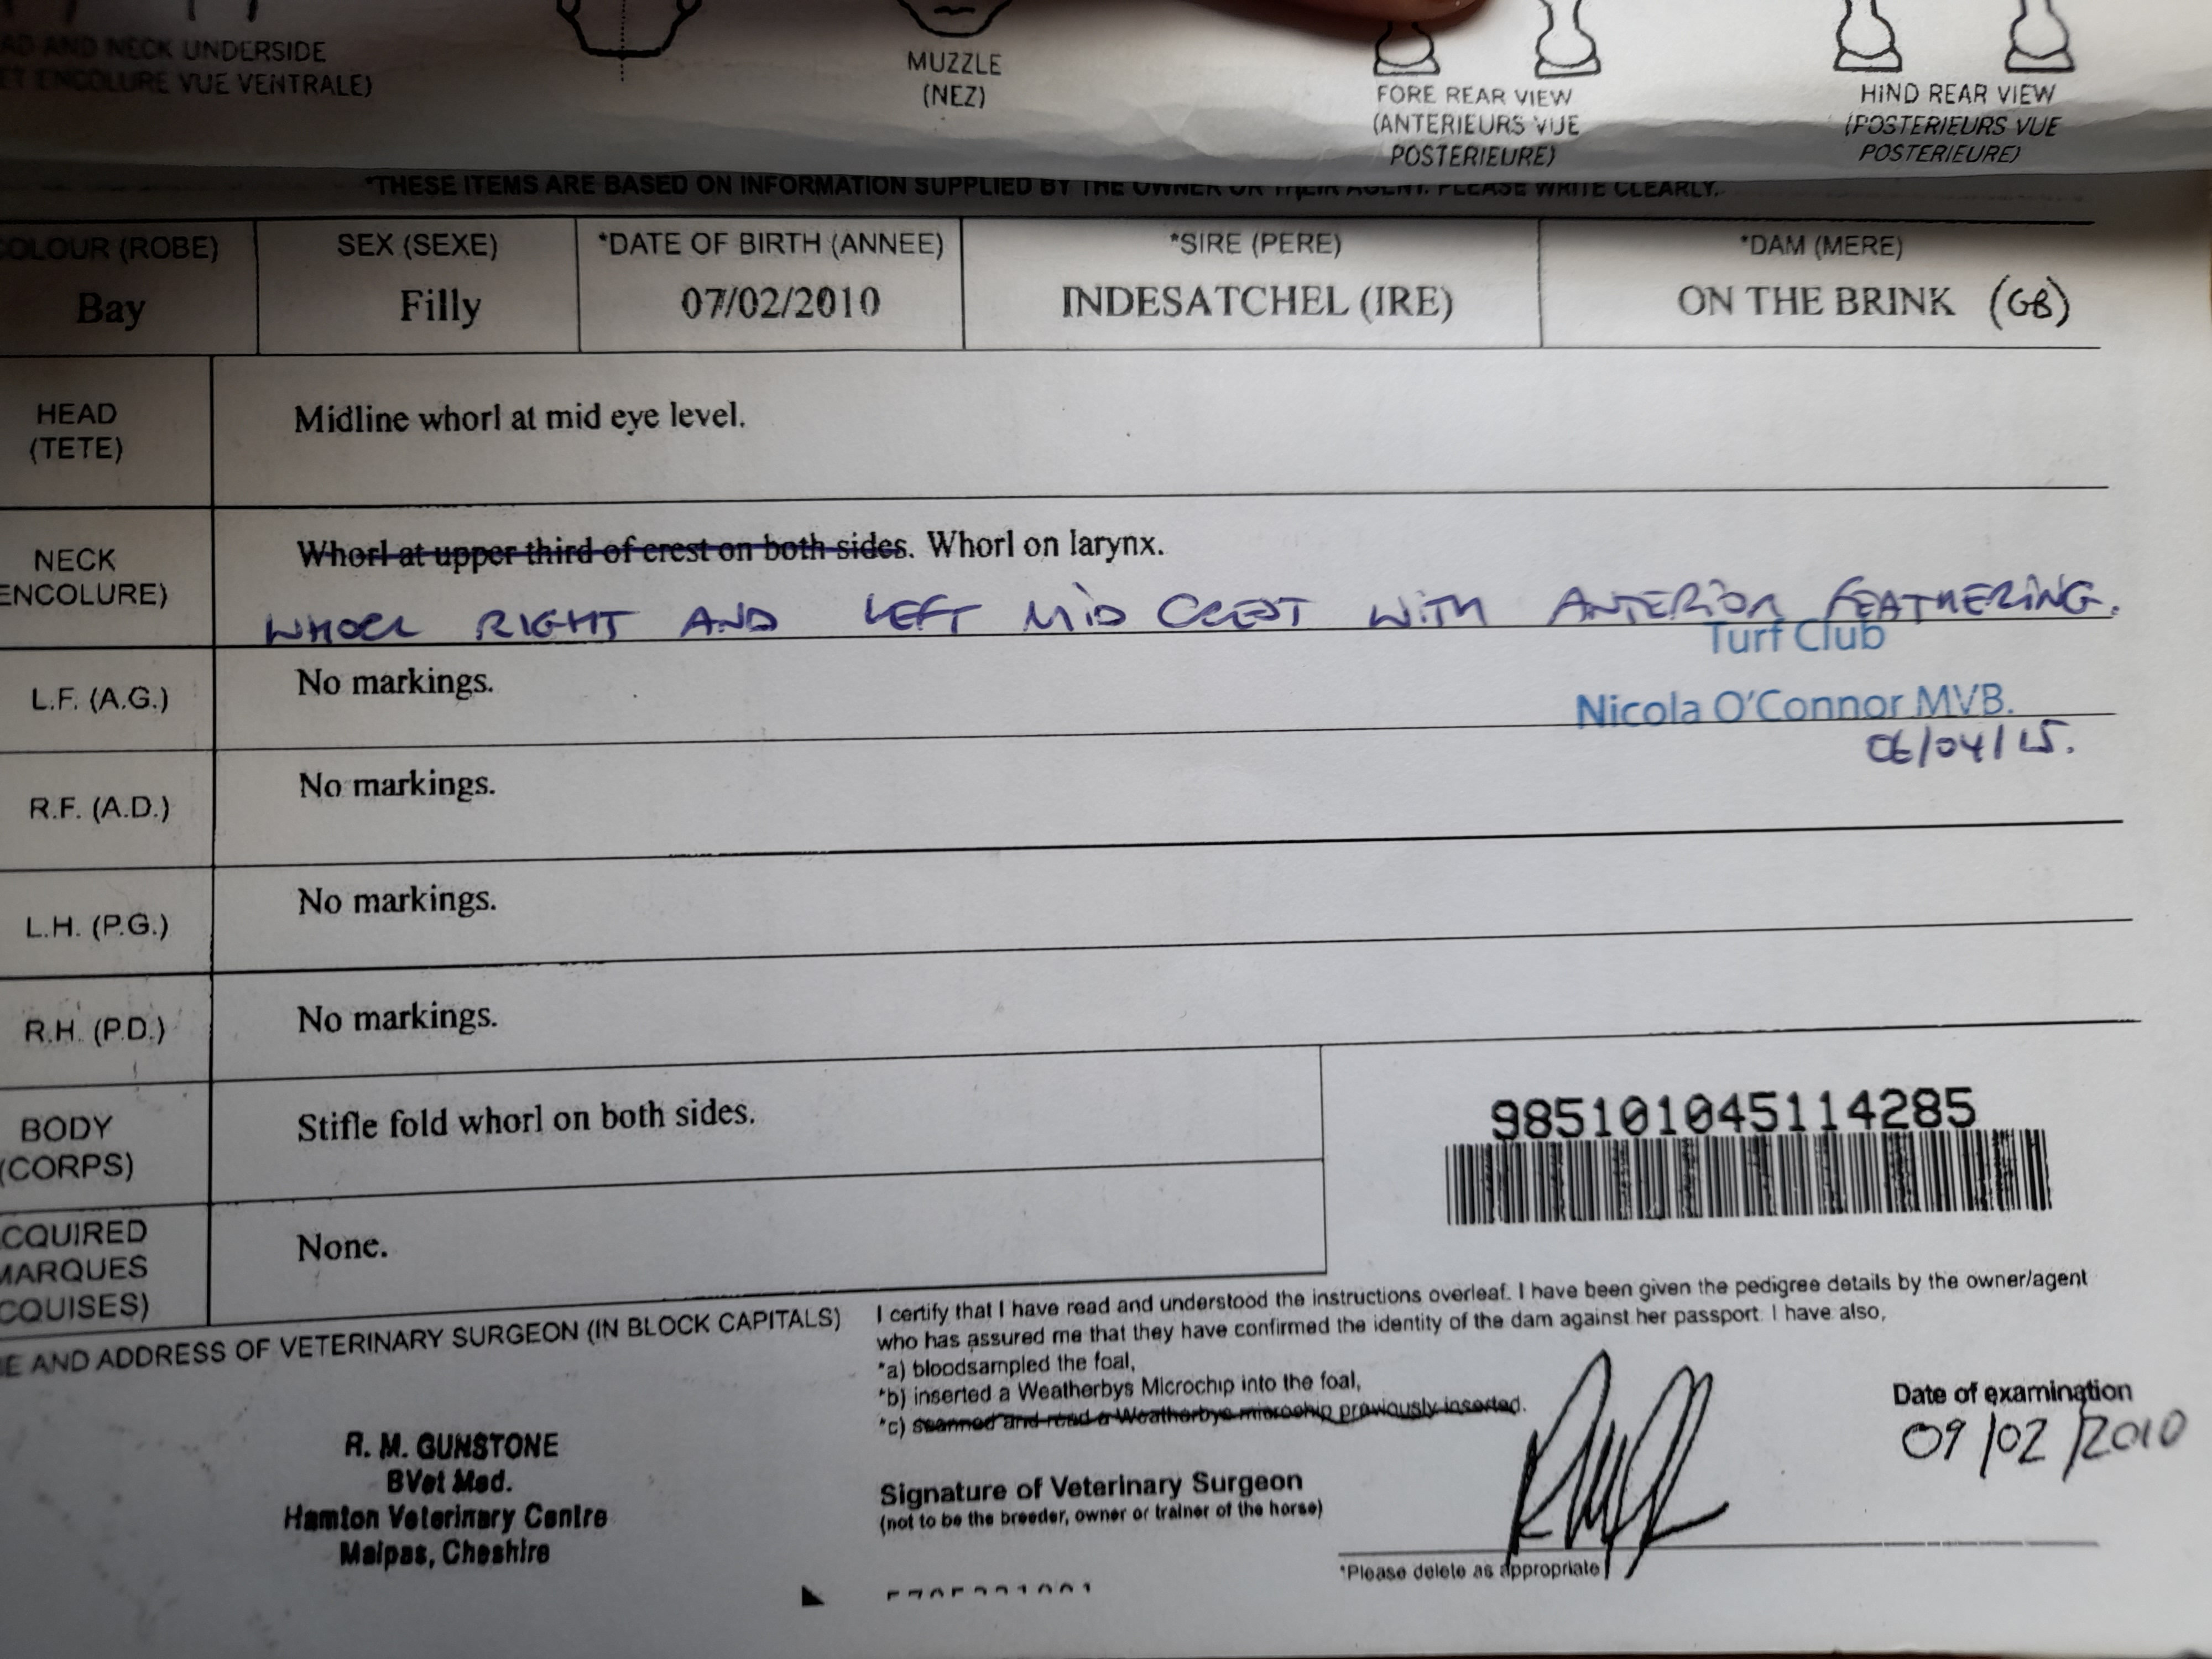 AD AND NECK UNDERSIDE
ET ENCOLURE VUE VENTRALE)
MUZZLE
(NEZ)
FORE REAR VIEW
(ANTERIEURS VUE
POSTERIEURE)
HIND REAR VIEW
(POSTERIEURS VUE
POSTERIEURE)
*THESE ITEMS ARE BASED ON INFORMATION SUPPLIED BY THE OWNER OR THEIR AGENT. PLEASE WRITE CLEARLY.
COLOUR (ROBE) SEX (SEXE) *DATE OF BIRTH (ANNEE) *SIRE (PERE) *DAM (MERE)
Bay Filly 07/02/2010 INDESATCHEL (IRE) ON THE BRINK (GB)
HEAD
(TETE)
Midline whorl at mid eye level.
NECK
ENCOLURE)
Whorl at upper third of crest on both sides. Whorl on larynx.
WHORL RIGHT AND LEFT MID CREST WITH ANTERIOR FEATHERING.
Turf Club
L.F. (A.G.) No markings.
Nicola O'Connor MVB.
06/04/15.
R.F. (A.D.) No markings.
L.H. (P.G.) No markings.
R.H. (P.D.) No markings.
BODY
(CORPS)
Stifle fold whorl on both sides.
985101045114285
CQUIRED
MARQUES
CQUISES)
None.
E AND ADDRESS OF VETERINARY SURGEON (IN BLOCK CAPITALS)
R. M. GUNSTONE
BVet Med.
Hamton Veterinary Centre
Malpas, Cheshire
I certify that I have read and understood the instructions overleaf. I have been given the pedigree details by the owner/agent
who has assured me that they have confirmed the identity of the dam against her passport. I have also,
*a) bloodsampled the foal,
*b) inserted a Weatherbys Microchip into the foal,
*c) scanned and read a Weatherbys microchip previously inserted.
Signature of Veterinary Surgeon
(not to be the breeder, owner or trainer of the horse)
*Please delete as appropriate
Date of examination
09/02/2010